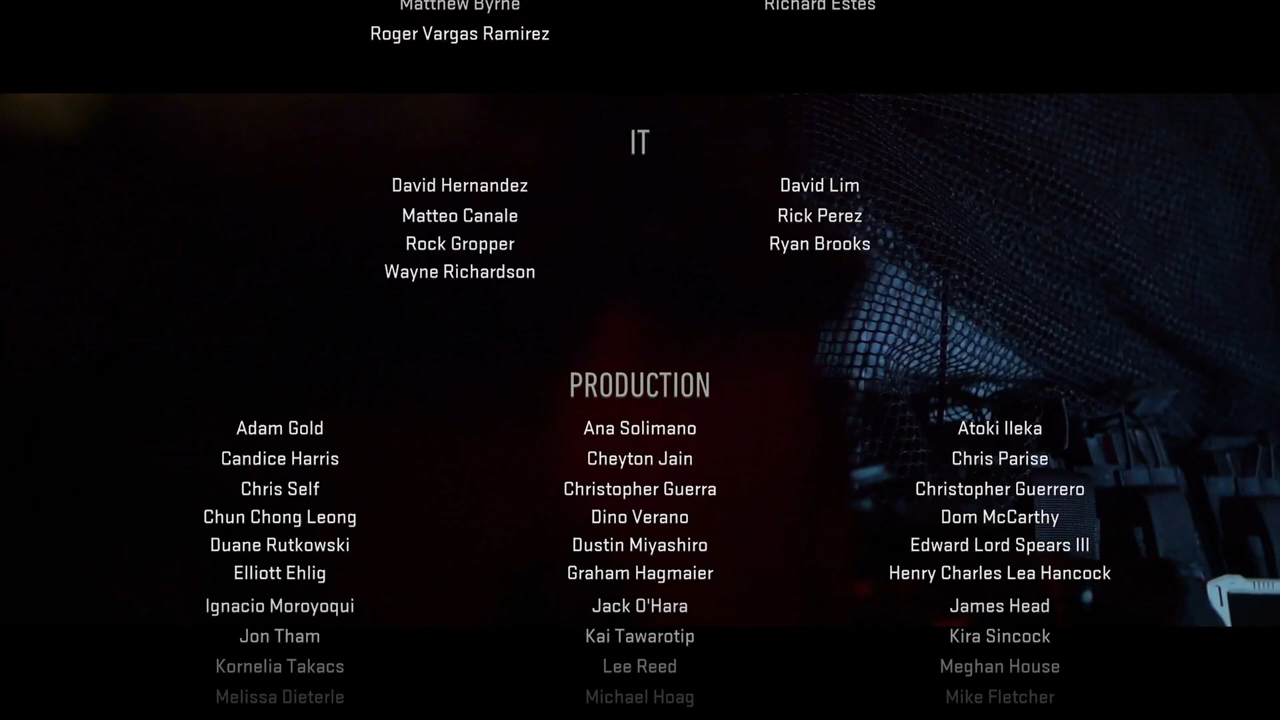 Matthew Byrne Richard Estes
Roger Vargas Ramirez
IT
David Hernandez David Lim
Matteo Canale Rick Perez
Rock Gropper Ryan Brooks
Wayne Richardson
PRODUCTION
Adam Gold Ana Solimano Atoki Ileka
Candice Harris Cheyton Jain Chris Parise
Chris Self Christopher Guerra Christopher Guerrero
Chun Chong Leong Dino Verano Dom McCarthy
Duane Rutkowski Dustin Miyashiro Edward Lord Spears III
Elliott Ehlig Graham Hagmaier Henry Charles Lea Hancock
Ignacio Moroyoqui Jack O'Hara James Head
Jon Tham Kai Tawarotip Kira Sincock
Kornelia Takacs Lee Reed Meghan House
Melissa Dieterle Michael Hoag Mike Fletcher